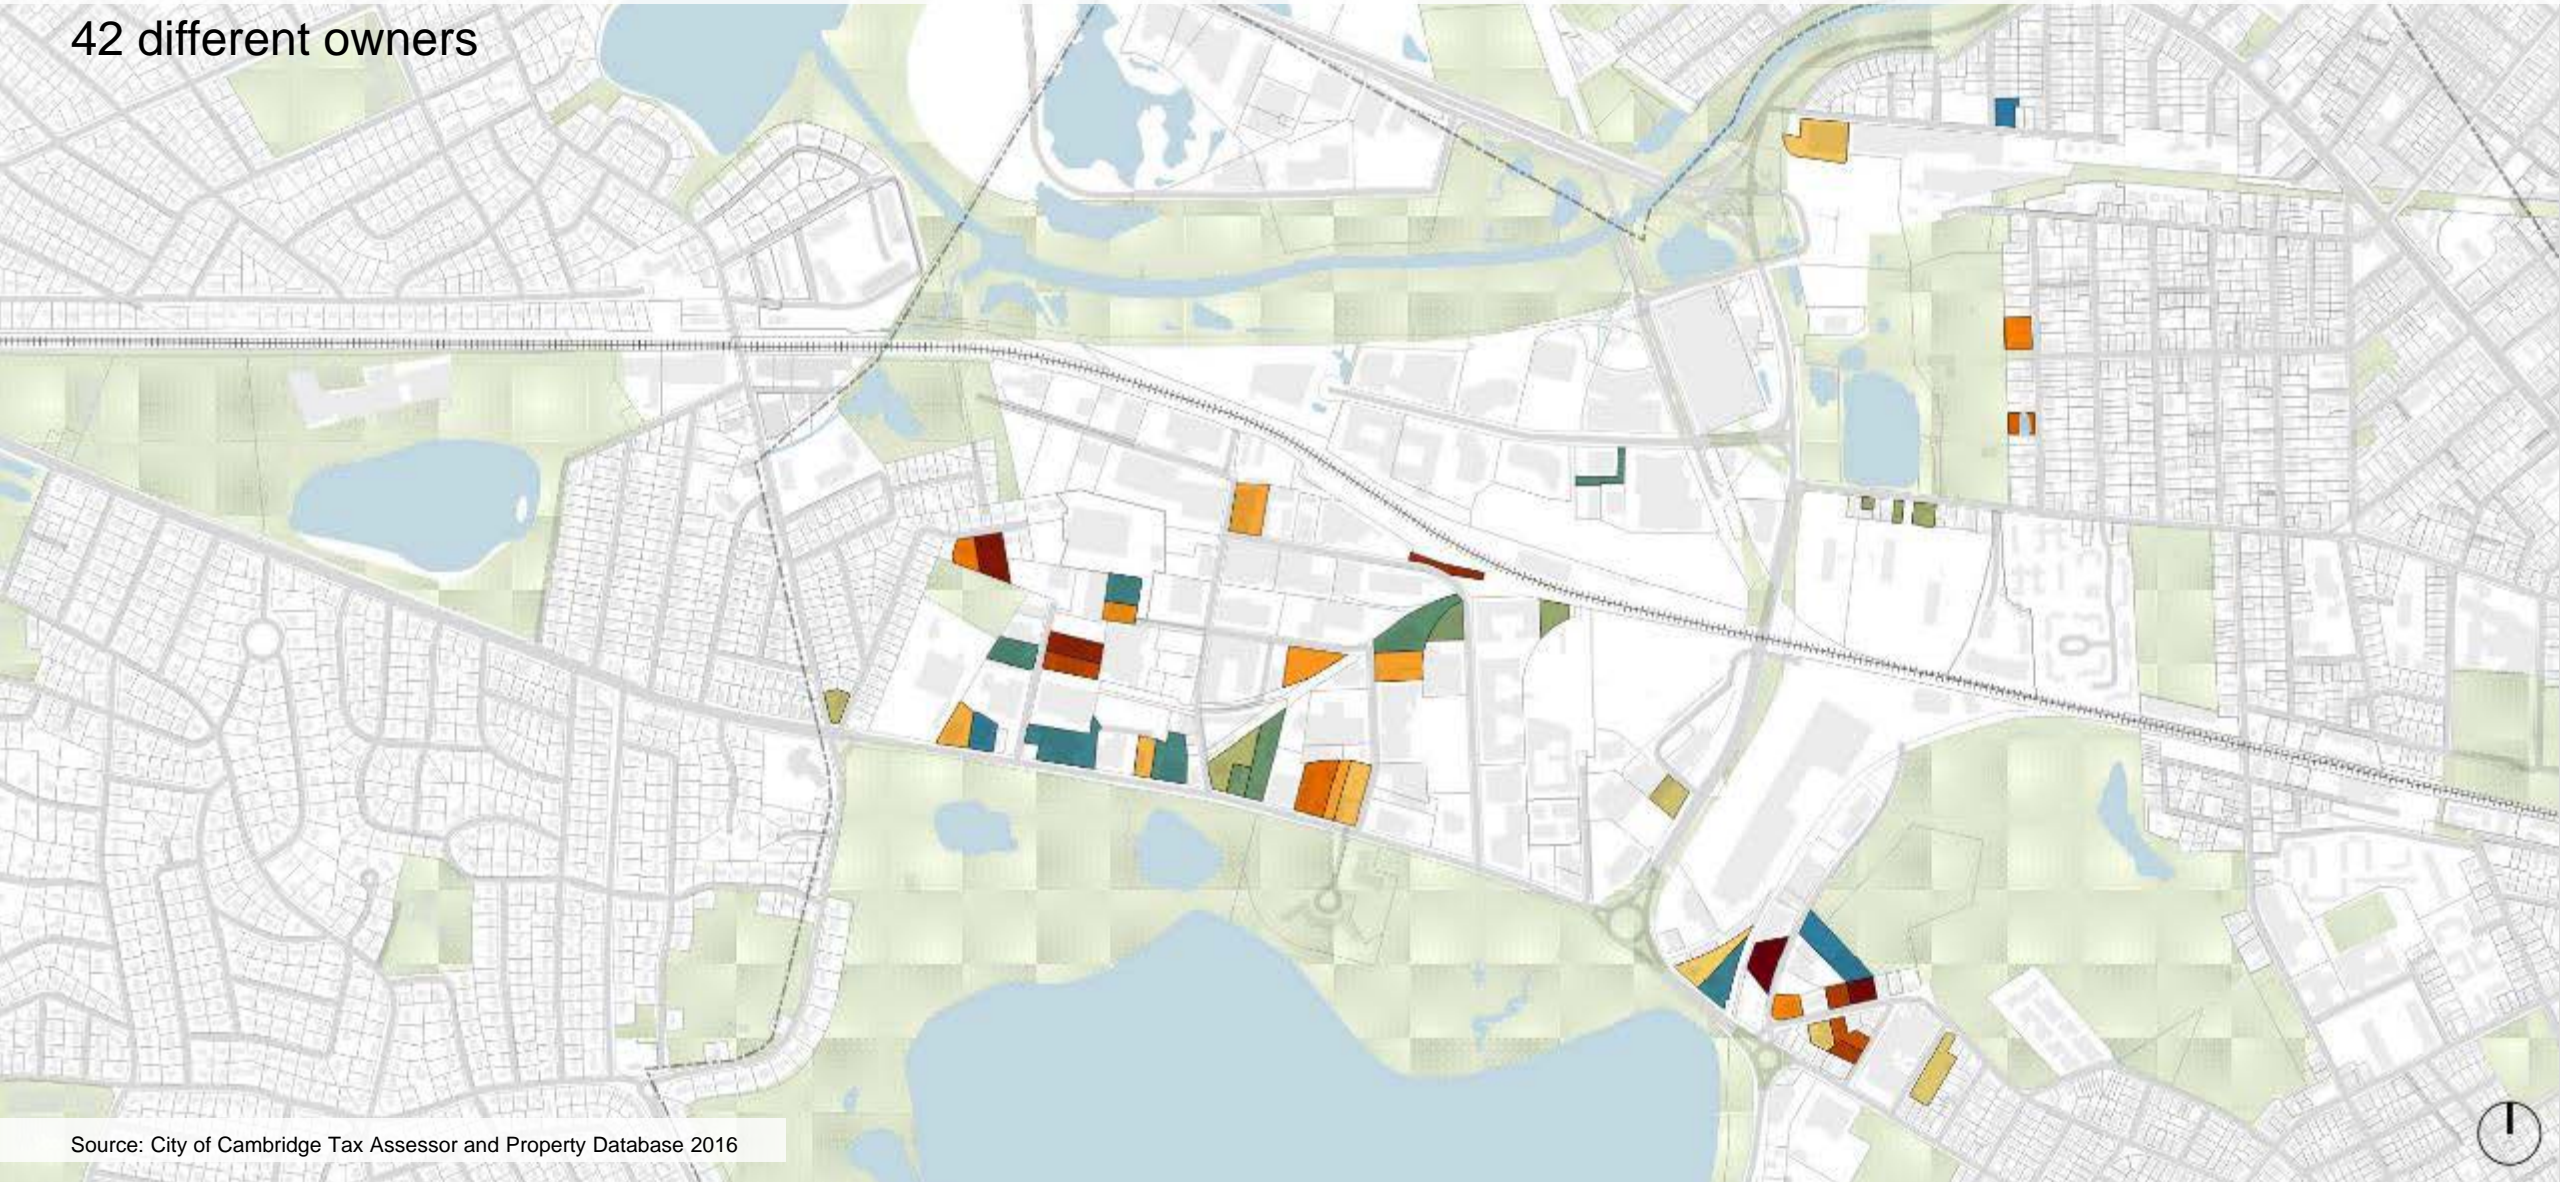 42 different owners
Source: City of Cambridge Tax Assessor and Property Database 2016